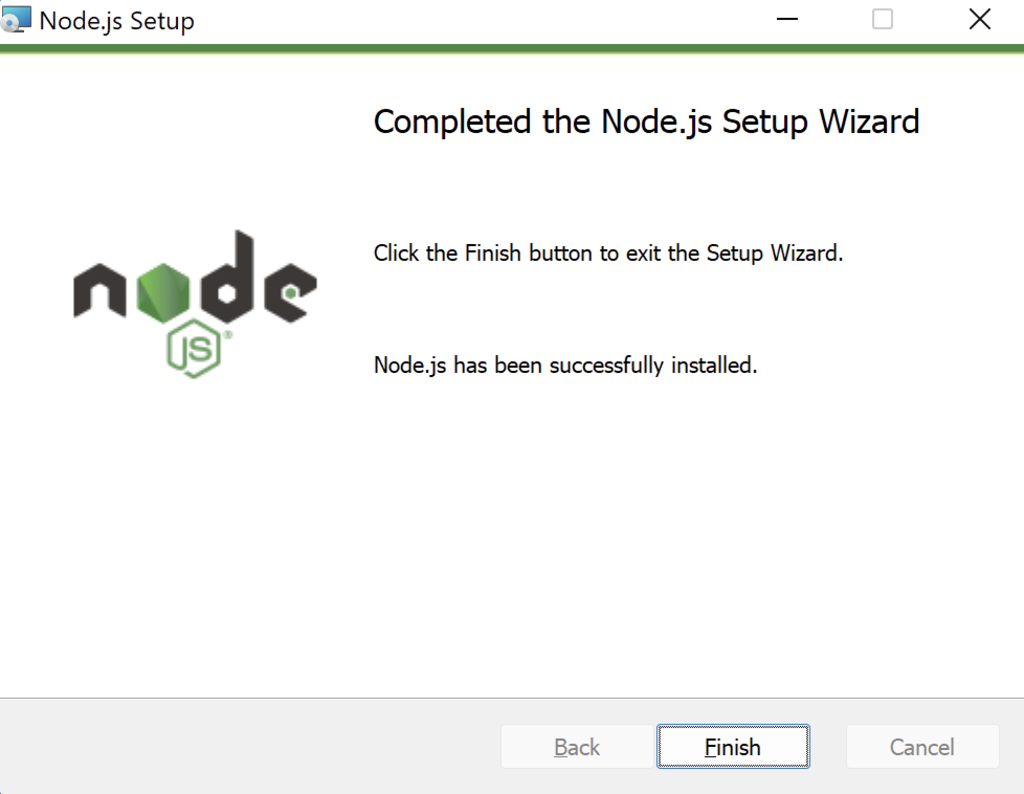 Node.js Setup
Completed the Node.js Setup Wizard
Click the Finish button to exit the Setup Wizard.
node
JS®
Node.js has been successfully installed.
Back
Finish
Cancel